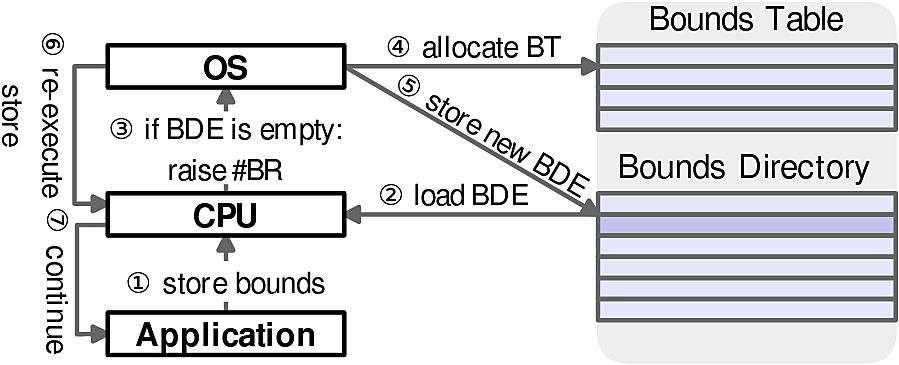 Bounds Table
④ allocate BT
OS
⑤ store new BDE
⑥ re-execute
store
③ if BDE is empty:
raise #BR
Bounds Directory
② load BDE
CPU
⑦ continue
① store bounds
Application